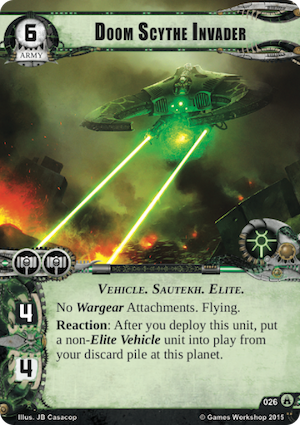 6
ARMY
DOOM SCYTHE INVADER
VEHICLE. SAUTEKH. ELITE.
4
4
No Wargear Attachments. Flying.
Reaction: After you deploy this unit, put
a non-Elite Vehicle unit into play from
your discard pile at this planet.
026
Illus. JB Casacop
© Games Workshop 2015